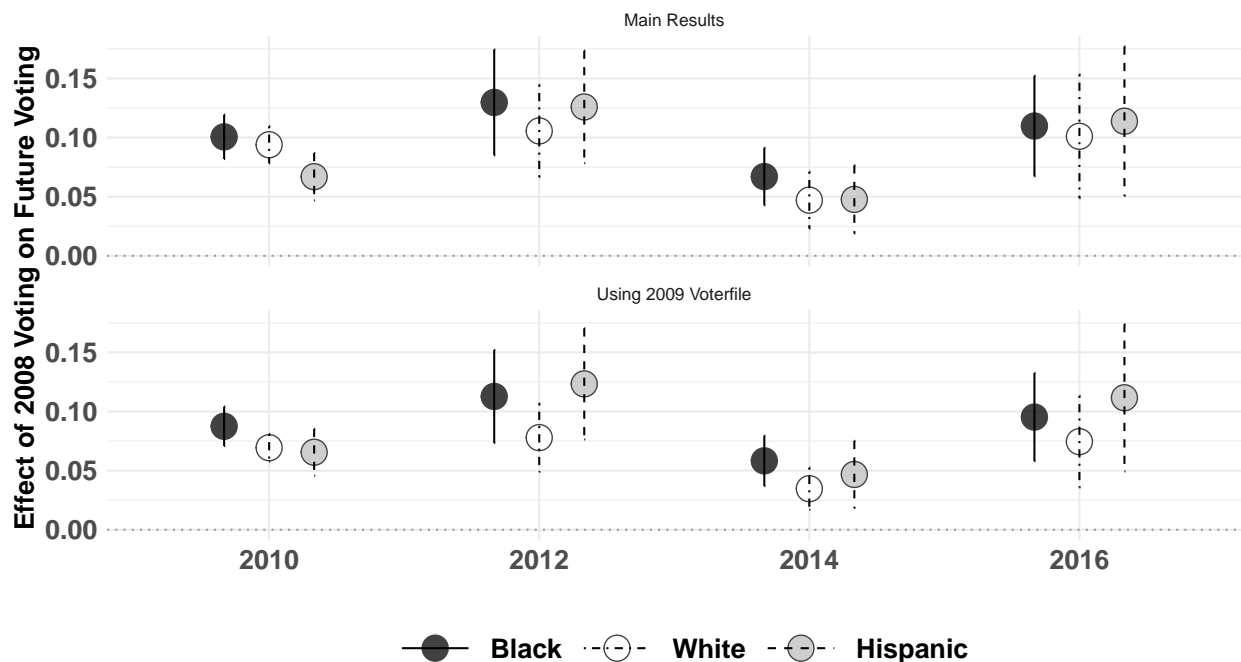 Main Results
Effect of 2008 Voting on Future Voting
0.15
0.10
0.05
0.00
Using 2009 Voterfile
0.15
0.10
0.05
0.00
2010 2012 2014 2016
Black White Hispanic